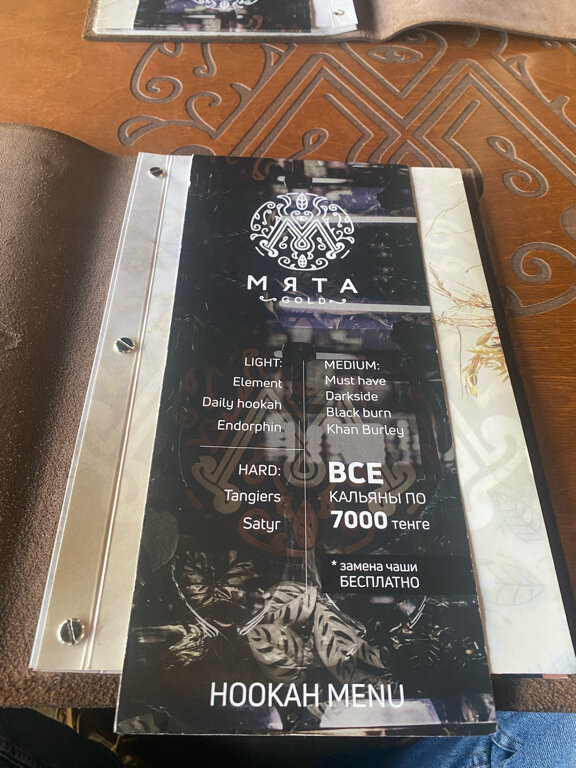 МЯТА
GOLD
LIGHT:
Element
Daily hookah
Endorphin
MEDIUM:
Must have
Darkside
Black burn
Khan Burley
HARD:
Tangiers
Satyr
ВСЕ
КАЛЬЯНЫ ПО
7000 тенге
* замена чаши
БЕСПЛАТНО
HOOKAH MENU